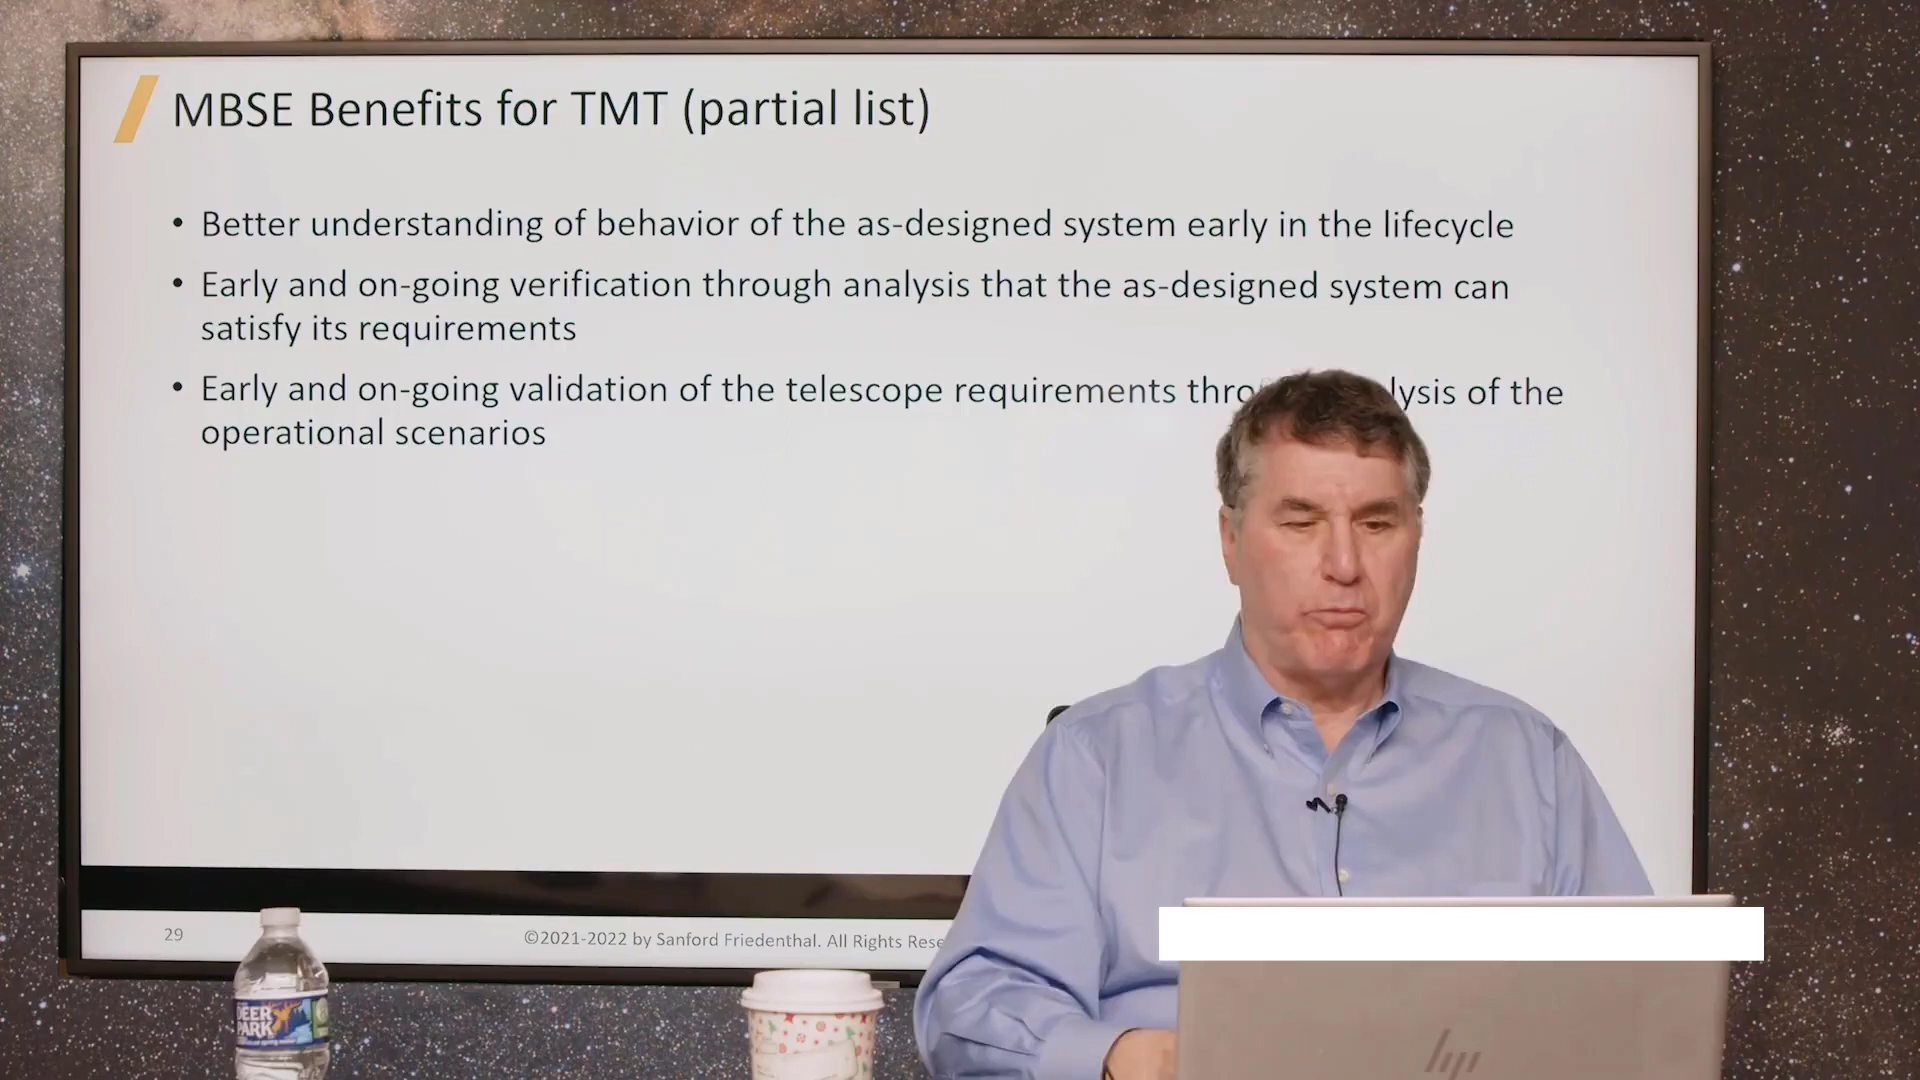 MBSE Benefits for TMT (partial list)
• Better understanding of behavior of the as-designed system early in the lifecycle
• Early and on-going verification through analysis that the as-designed system can
satisfy its requirements
• Early and on-going validation of the telescope requirements thro lysis of the
operational scenarios
29
©2021-2022 by Sanford Friedenthal. All Rights Rese
DEER
PARK
hp